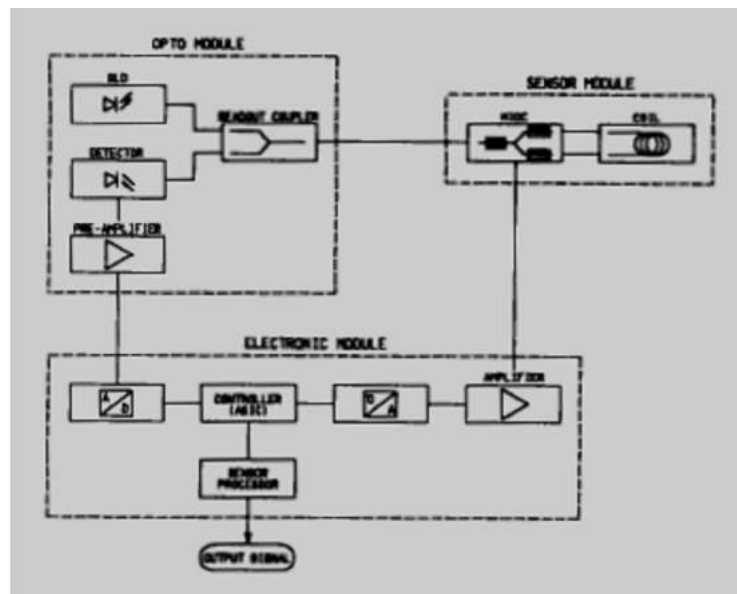 OPTO MODULE
SLD
SENSOR MODULE
READOUT COUPLER
MIOC
COIL
DETECTOR
PRE-AMPLIFIER
ELECTRONIC MODULE
AMPLIFIER
A
D
CONTROLLER
(ASIC)
D
A
SENSOR
PROCESSOR
OUTPUT SIGNAL